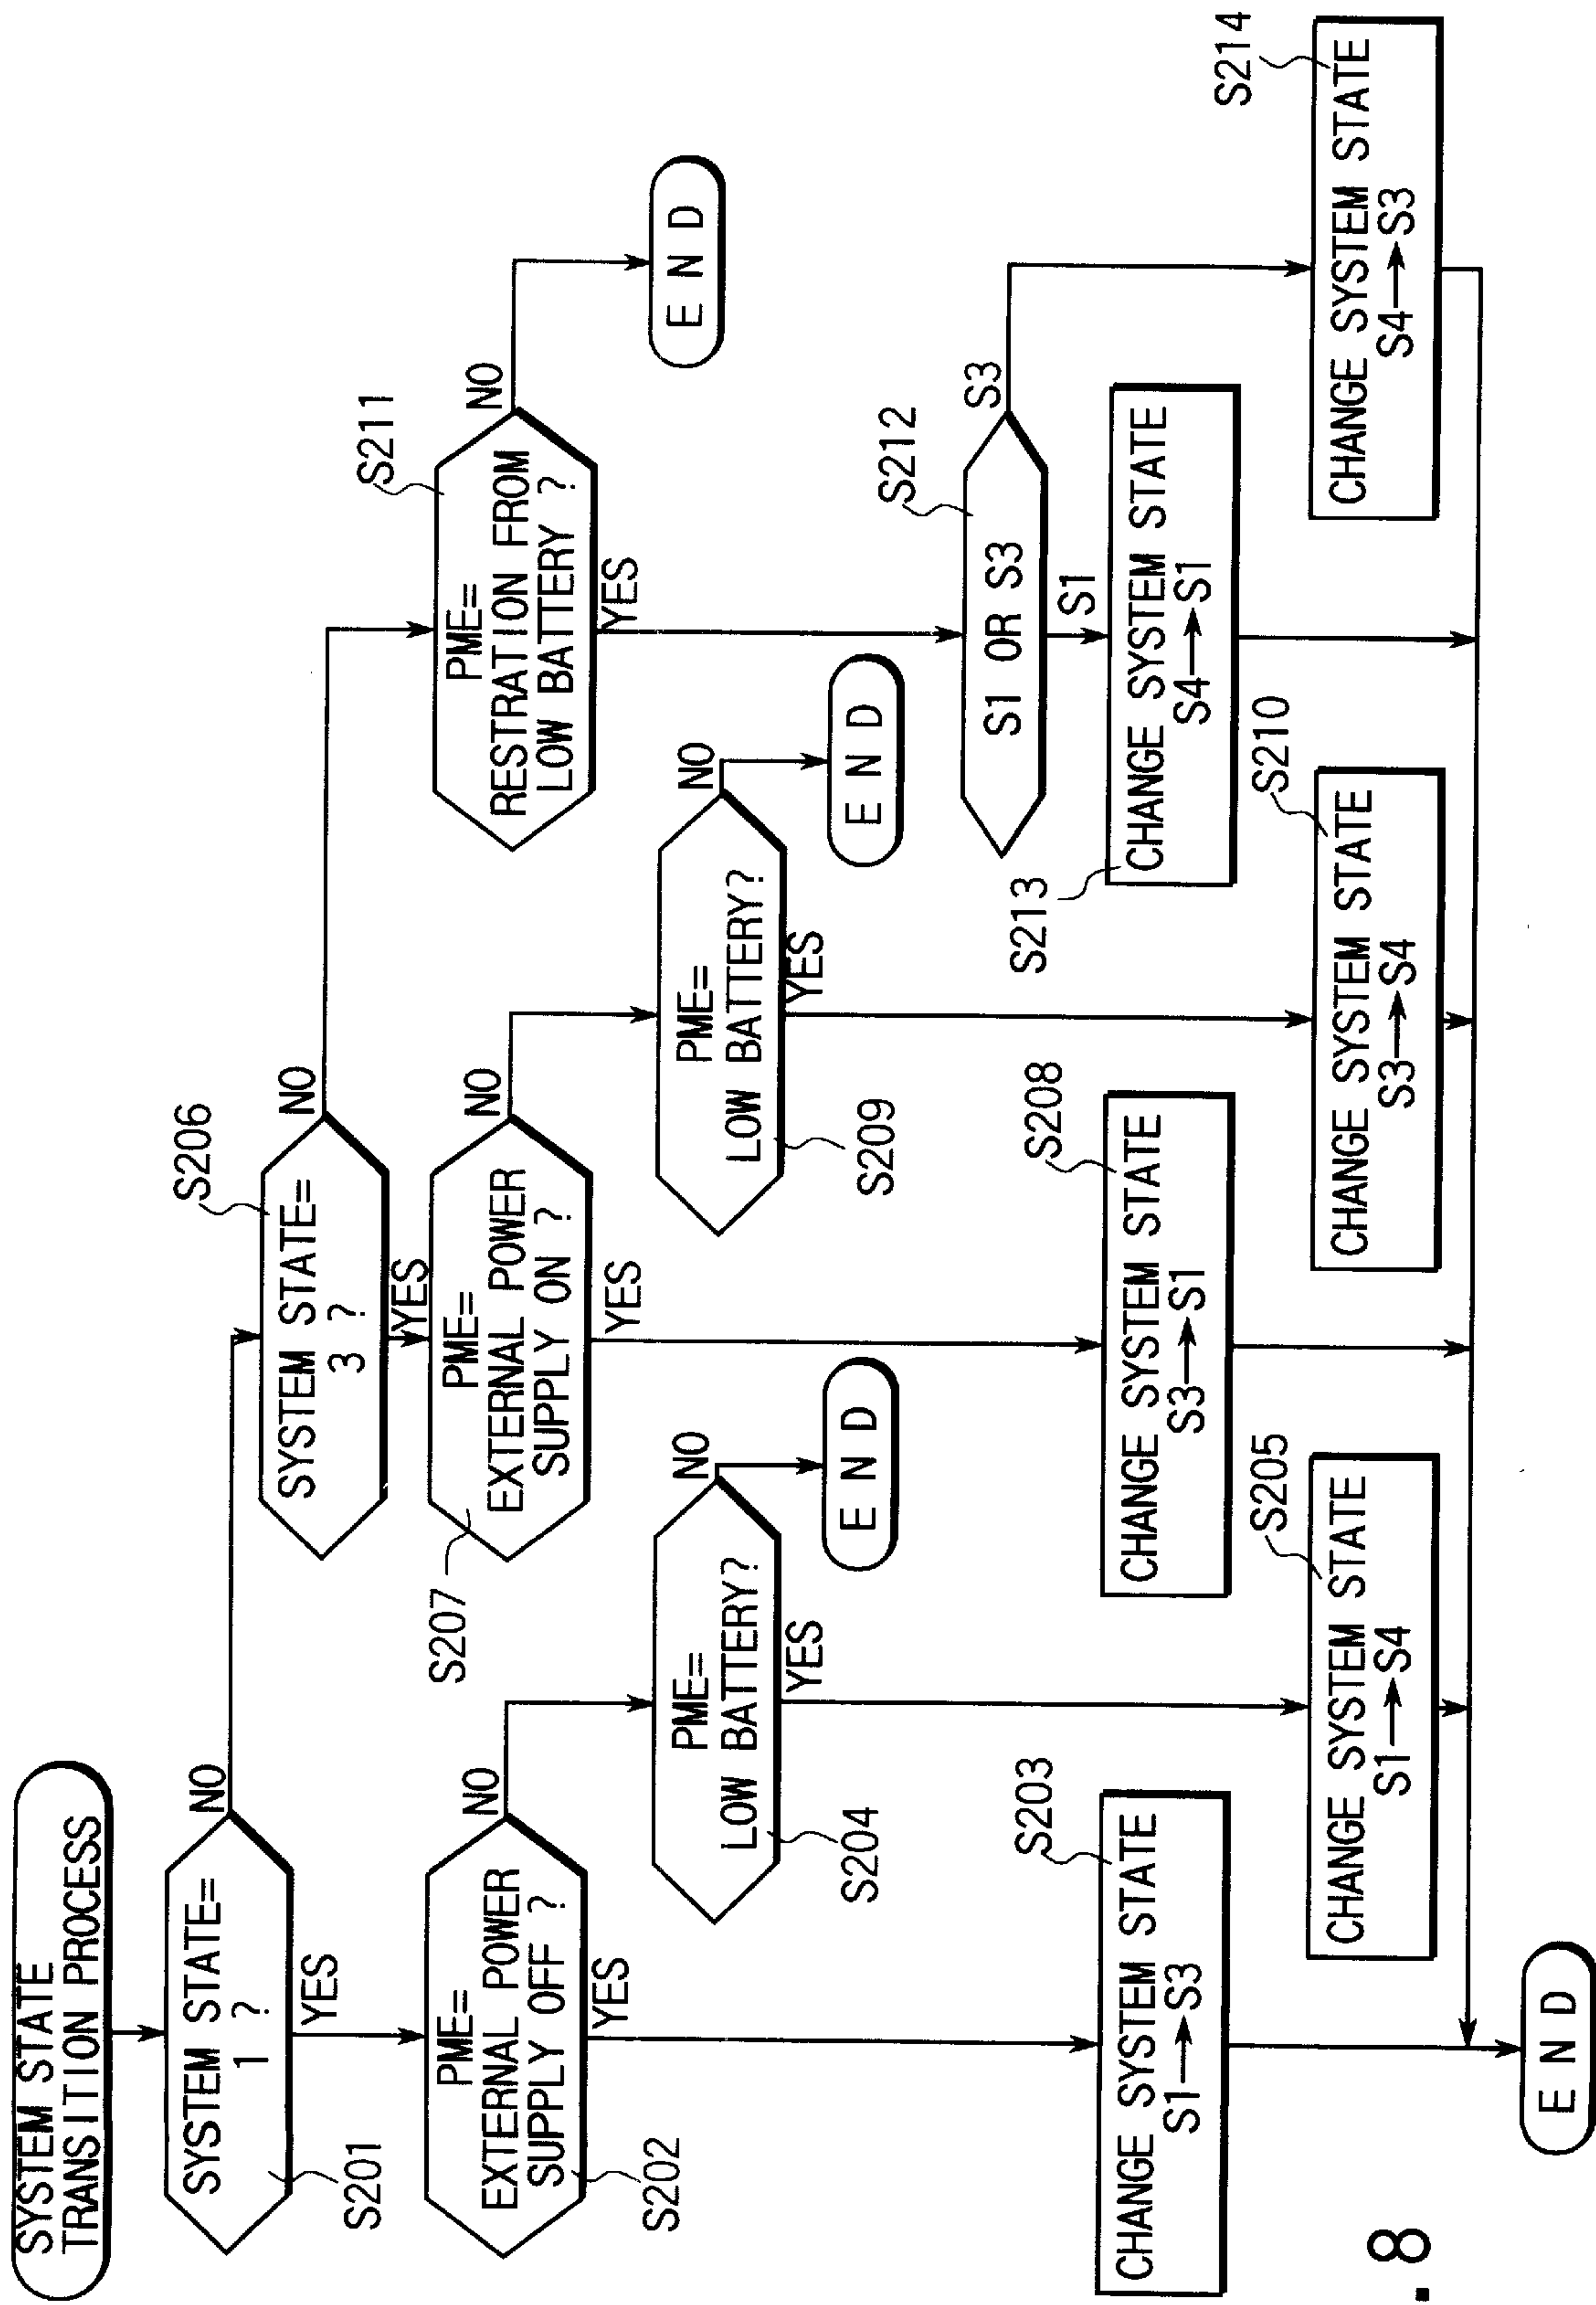 SYSTEM STATE
TRANSITION PROCESS
SYSTEM STATE=
1 ?
S201
NO
YES
PME=
EXTERNAL POWER
SUPPLY OFF ?
S202
NO
YES
PME=
LOW BATTERY?
S204
NO
YES
E N D
CHANGE SYSTEM STATE
S1→S3
S203
CHANGE SYSTEM STATE
S1→S4
S205
SYSTEM STATE=
3 ?
S206
NO
YES
PME=
EXTERNAL POWER
SUPPLY ON ?
S207
NO
YES
PME=
LOW BATTERY?
S209
NO
YES
E N D
CHANGE SYSTEM STATE
S3→S1
S208
CHANGE SYSTEM STATE
S3→S4
S210
PME=
RESTRATION FROM
LOW BATTERY ?
S211
NO
YES
E N D
S1 OR S3
S212
S3
S1
CHANGE SYSTEM STATE
S4→S1
S213
CHANGE SYSTEM STATE
S4→S3
S214
E N D
. 8